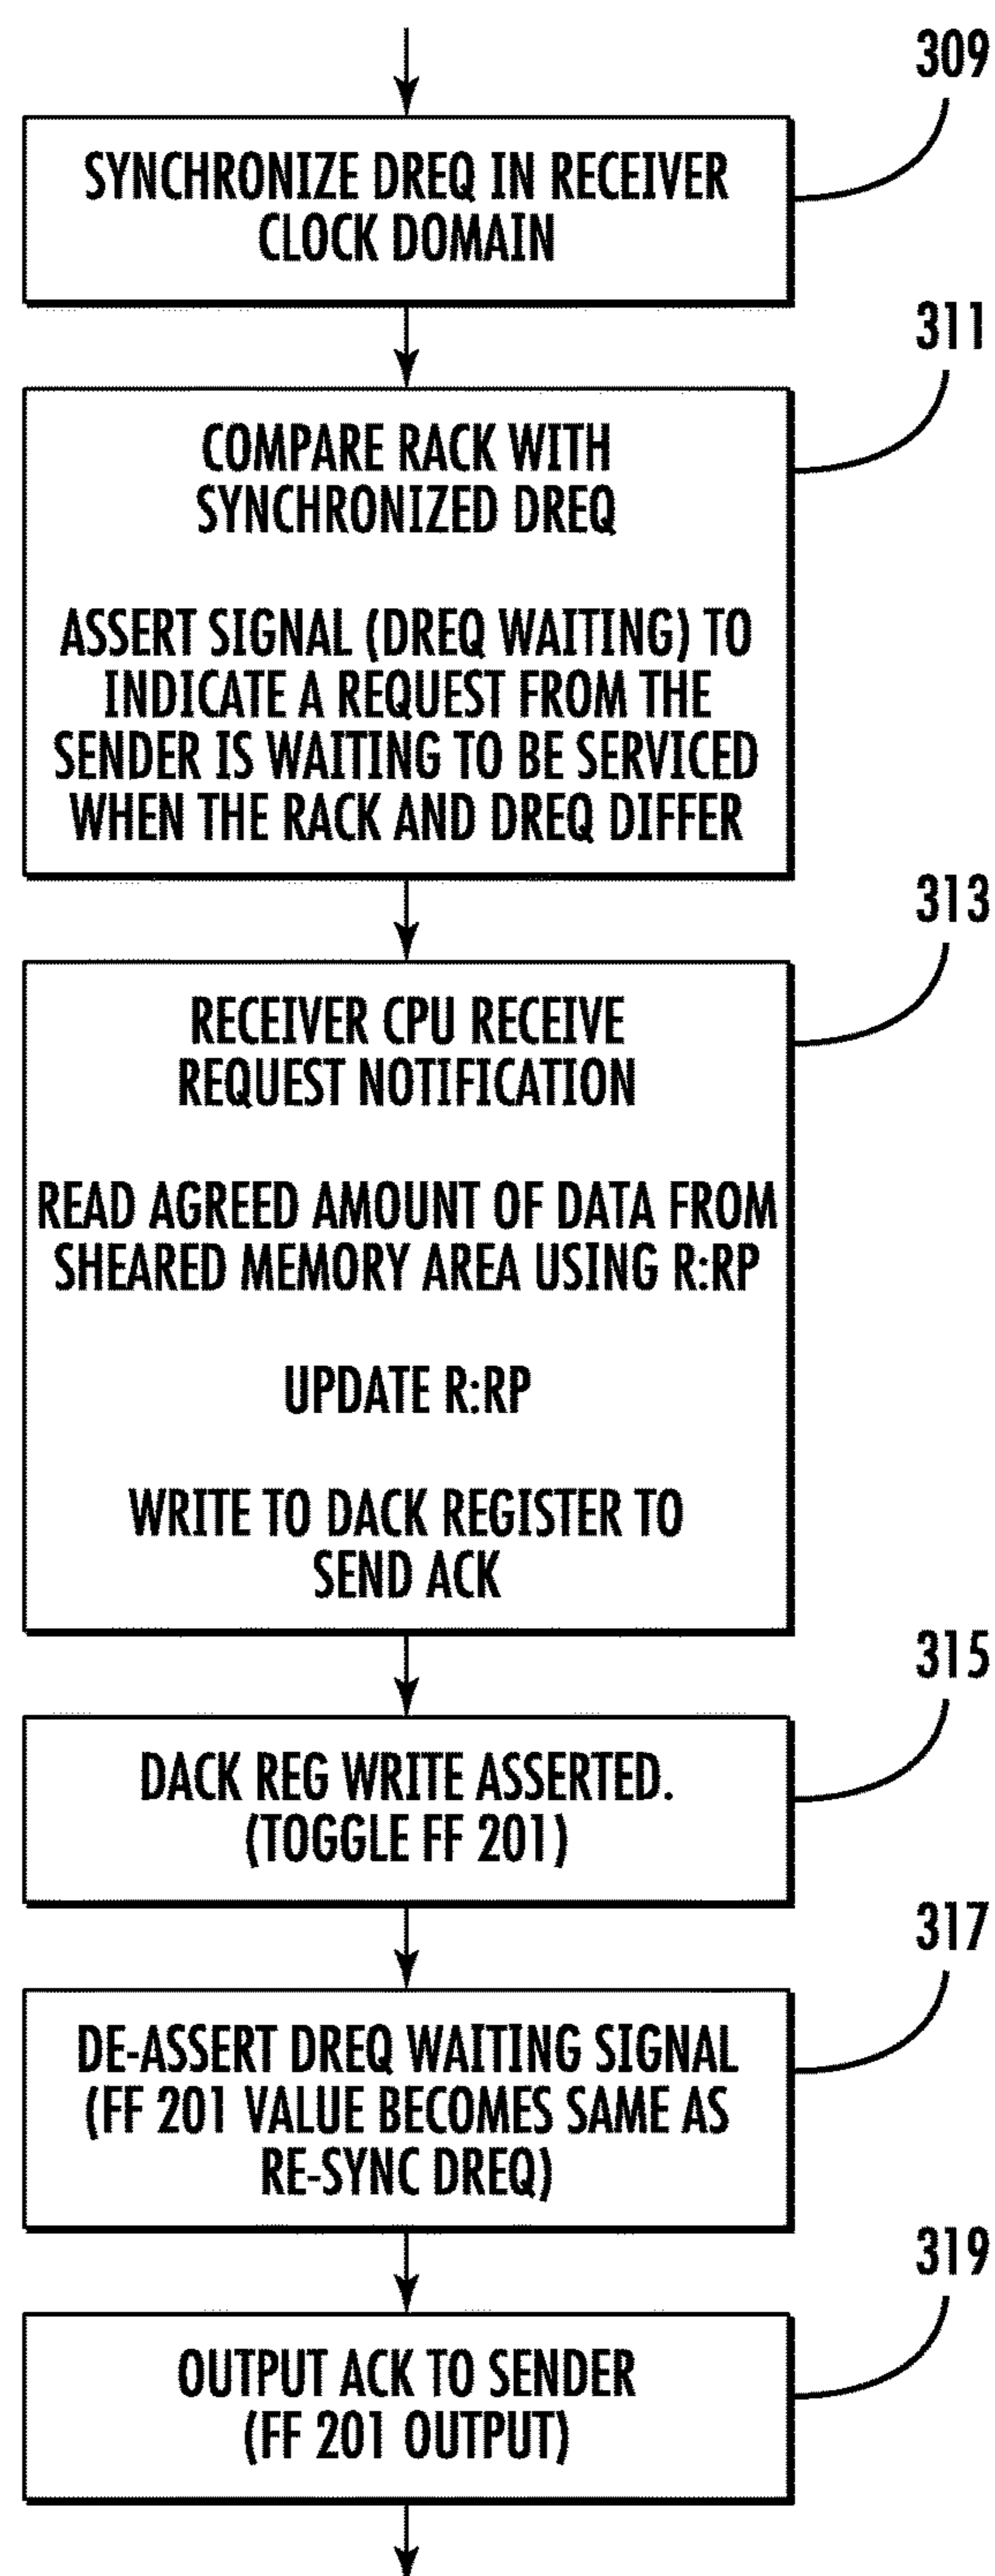 309
SYNCHRONIZE DREQ IN RECEIVER
CLOCK DOMAIN
311
COMPARE RACK WITH
SYNCHRONIZED DREQ
ASSERT SIGNAL (DREQ WAITING) TO
INDICATE A REQUEST FROM THE
SENDER IS WAITING TO BE SERVICED
WHEN THE RACK AND DREQ DIFFER
313
RECEIVER CPU RECEIVE
REQUEST NOTIFICATION
READ AGREED AMOUNT OF DATA FROM
SHEARED MEMORY AREA USING R:RP
UPDATE R:RP
WRITE TO DACK REGISTER TO
SEND ACK
315
DACK REG WRITE ASSERTED.
(TOGGLE FF 201)
317
DE-ASSERT DREQ WAITING SIGNAL
(FF 201 VALUE BECOMES SAME AS
RE-SYNC DREQ)
319
OUTPUT ACK TO SENDER
(FF 201 OUTPUT)